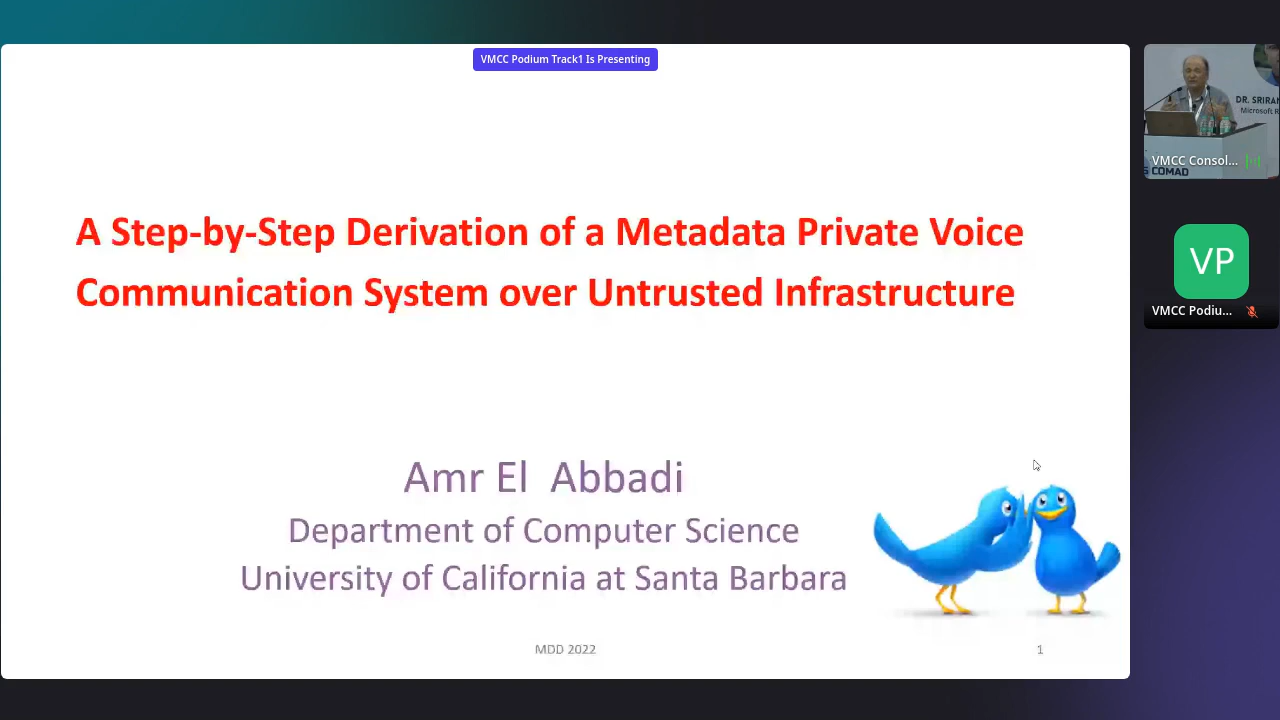 VMCC Podium Track1 Is Presenting
A Step-by-Step Derivation of a Metadata Private Voice
Communication System over Untrusted Infrastructure
Amr El Abbadi
Department of Computer Science
University of California at Santa Barbara
MDD 2022
1
DR. SRIRAM
Microsoft R
COMAD
VMCC Consol...
VP
VMCC Podiu...